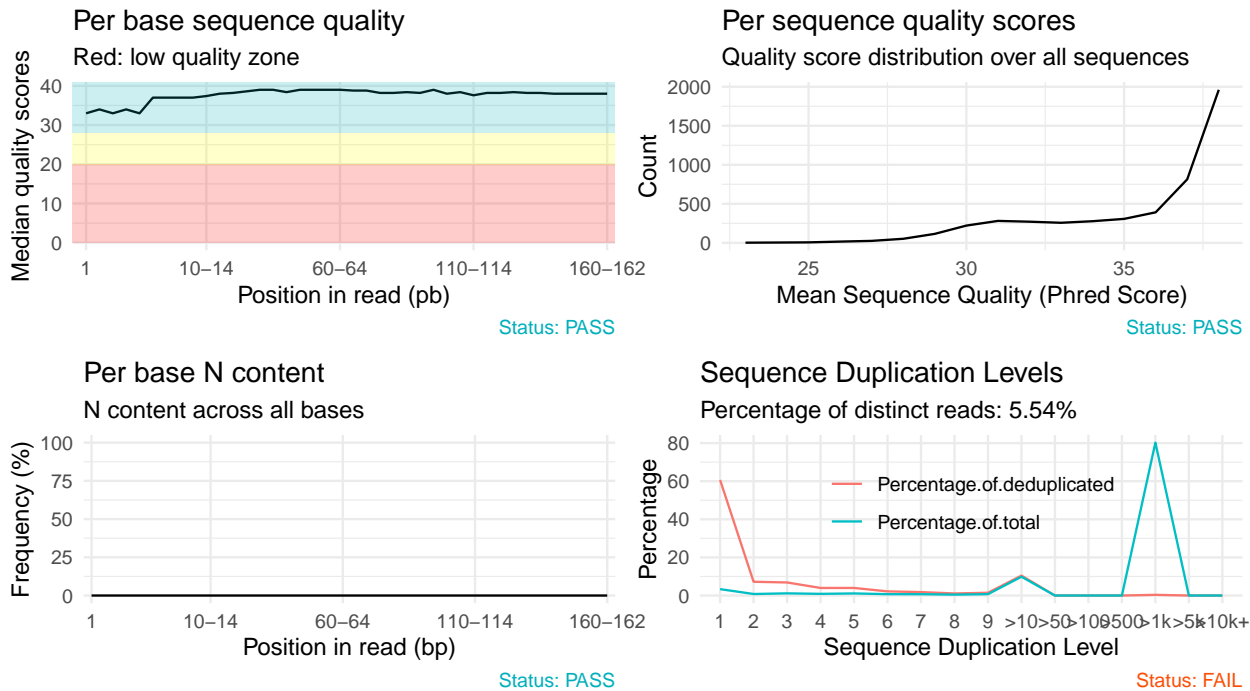 Per base sequence quality
Red: low quality zone
Median quality scores
40
30
20
10
0
1 10−14 60−64 110−114 160−162
Position in read (pb)
Status: PASS
Per sequence quality scores
Quality score distribution over all sequences
Count
2000
1500
1000
500
0
25 30 35
Mean Sequence Quality (Phred Score)
Status: PASS
Per base N content
N content across all bases
Frequency (%)
100
75
50
25
0
1 10−14 60−64 110−114 160−162
Position in read (bp)
Status: PASS
Sequence Duplication Levels
Percentage of distinct reads: 5.54%
Percentage
80
60
40
20
0
Percentage.of.deduplicated
Percentage.of.total
1 2 3 4 5 6 7 8 9 >10 >50 >100 >500 >1k >5k >10k+
Sequence Duplication Level
Status: FAIL